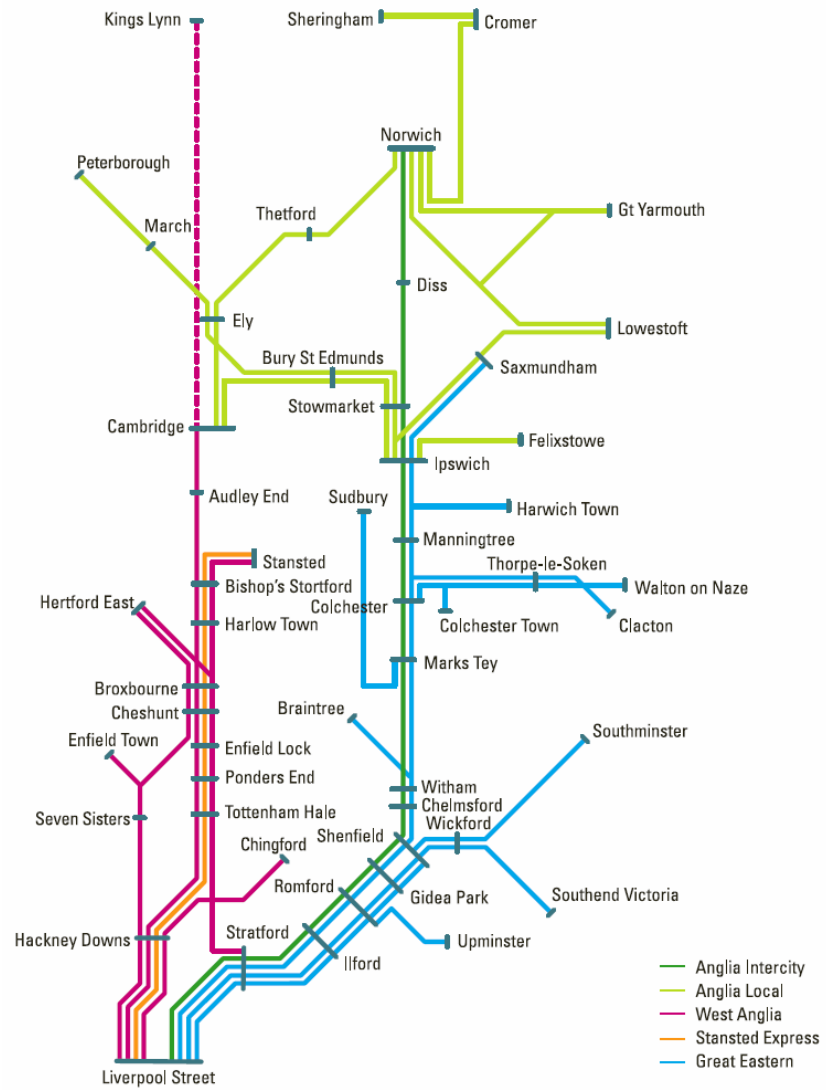 Kings Lynn
Sheringham
Cromer
Norwich
Peterborough
Thetford
Gt Yarmouth
March
Diss
Ely
Lowestoft
Bury St Edmunds
Saxmundham
Stowmarket
Cambridge
Felixstowe
Ipswich
Audley End
Sudbury
Harwich Town
Manningtree
Stansted
Thorpe-le-Soken
Bishop's Stortford
Walton on Naze
Hertford East
Colchester
Harlow Town
Colchester Town
Clacton
Marks Tey
Broxbourne
Braintree
Cheshunt
Southminster
Enfield Town
Enfield Lock
Ponders End
Witham
Chelmsford
Tottenham Hale
Wickford
Seven Sisters
Shenfield
Chingford
Romford
Gidea Park
Southend Victoria
Stratford
Hackney Downs
Upminster
Ilford
Anglia Intercity
Anglia Local
West Anglia
Stansted Express
Great Eastern
Liverpool Street